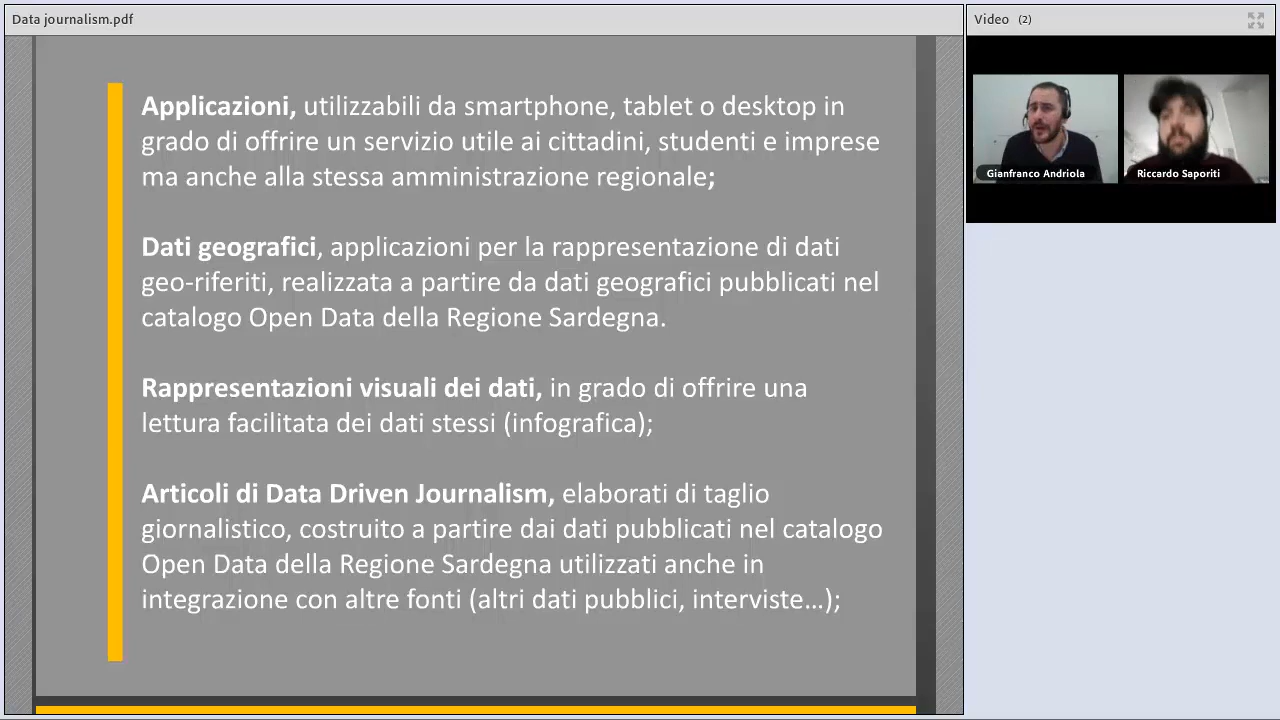 Data journalism.pdf
Video (2)
Applicazioni, utilizzabili da smartphone, tablet o desktop in
grado di offrire un servizio utile ai cittadini, studenti e imprese
ma anche alla stessa amministrazione regionale;
Dati geografici, applicazioni per la rappresentazione di dati
geo-riferiti, realizzata a partire da dati geografici pubblicati nel
catalogo Open Data della Regione Sardegna.
Rappresentazioni visuali dei dati, in grado di offrire una
lettura facilitata dei dati stessi (infografica);
Articoli di Data Driven Journalism, elaborati di taglio
giornalistico, costruito a partire dai dati pubblicati nel catalogo
Open Data della Regione Sardegna utilizzati anche in
integrazione con altre fonti (altri dati pubblici, interviste...);
Gianfranco Andriola
Riccardo Saporiti